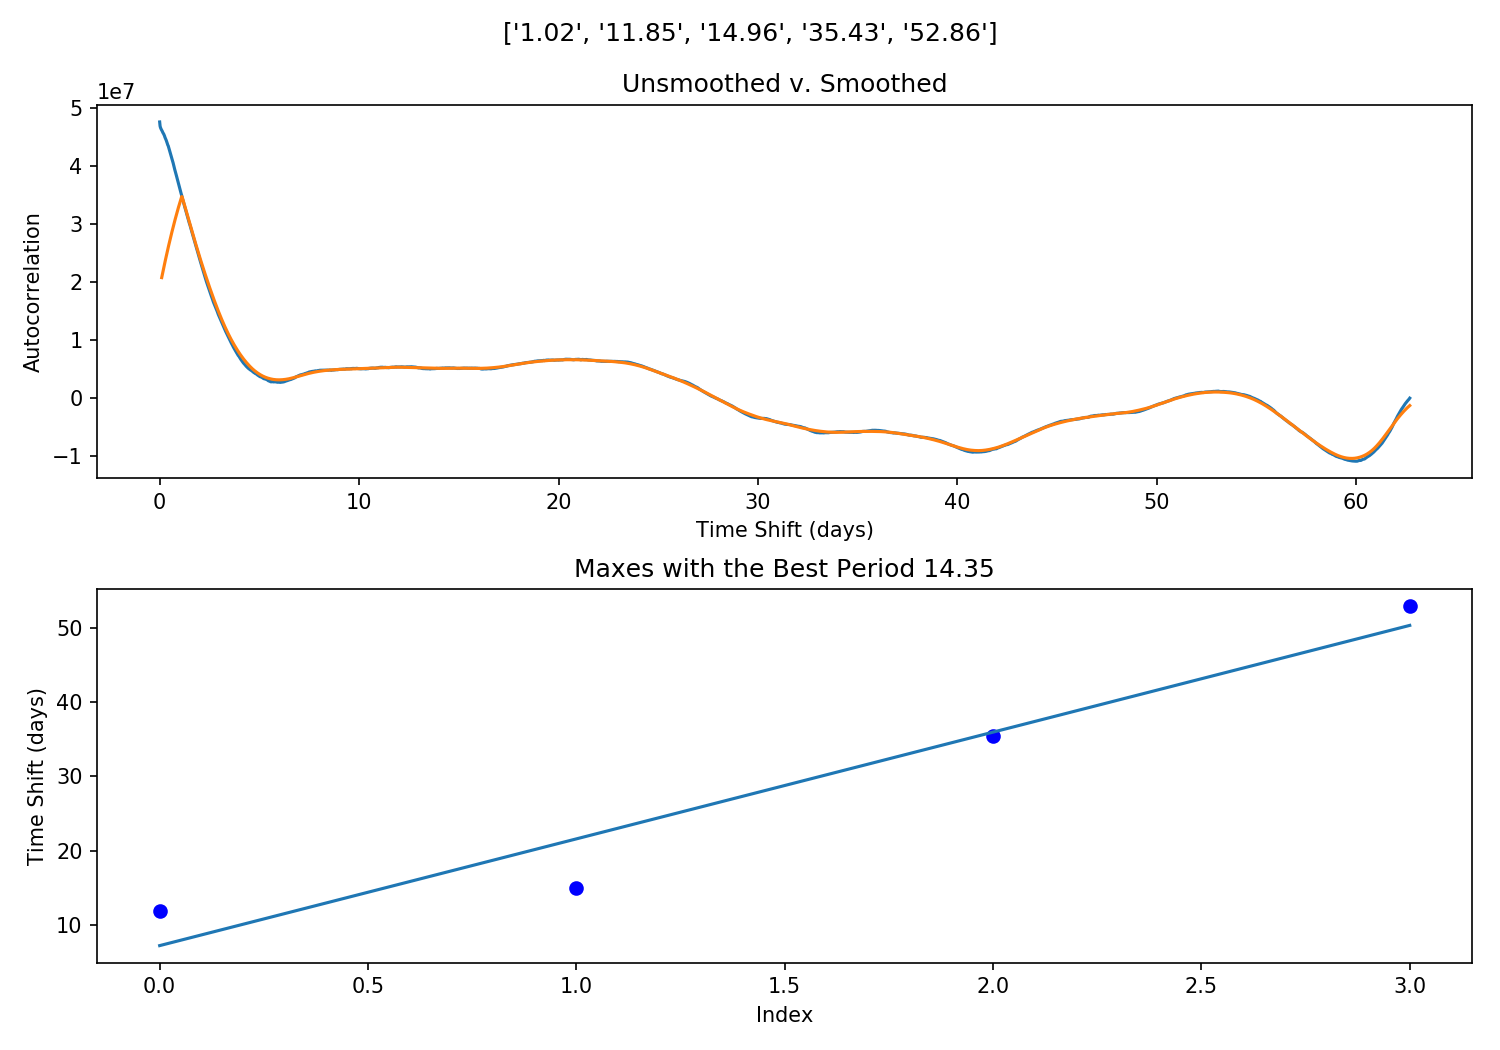 ['1.02', '11.85', '14.96', '35.43', '52.86']
Unsmoothed v. Smoothed
1e7
5
4
3
2
1
0
−1
Autocorrelation
0 10 20 30 40 50 60
Time Shift (days)
Maxes with the Best Period 14.35
50
40
30
20
10
Time Shift (days)
0.0 0.5 1.0 1.5 2.0 2.5 3.0
Index